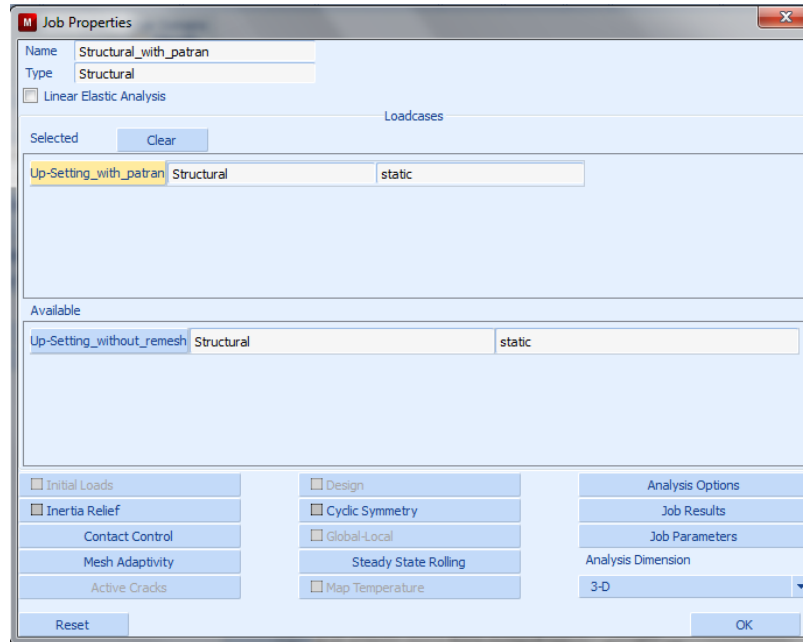 M Job Properties
Name Structural_with_patran
Type Structural
Linear Elastic Analysis
Loadcases
Selected Clear
Up-Setting_with_patran Structural static
Available
Up-Setting_without_remesh Structural static
Initial Loads Design Analysis Options
Inertia Relief Cyclic Symmetry Job Results
Contact Control Global-Local Job Parameters
Mesh Adaptivity Steady State Rolling Analysis Dimension
Active Cracks Map Temperature 3-D
Reset OK